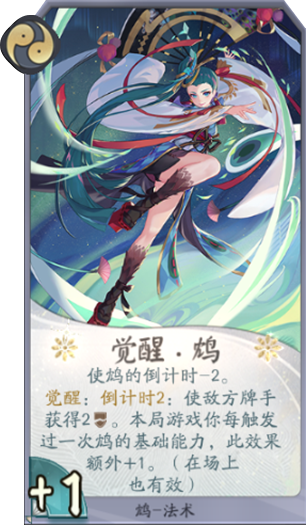 觉醒·鸩
使鸩的倒计时-2。
觉醒：倒计时2：使敌方牌手
获得2。本局游戏你每触发
过一次鸩的基础能力，此效果
额外+1。（在场上
也有效）
+1
鸩-法术